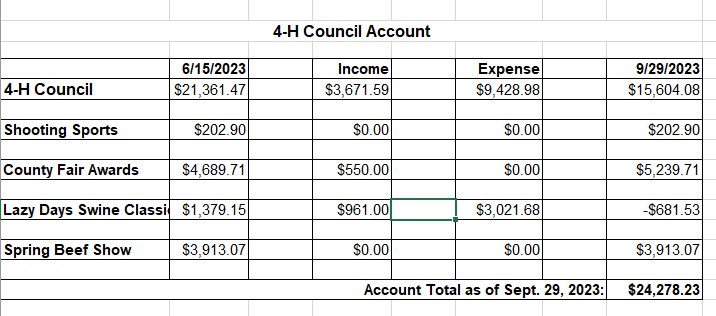 4-H Council Account
6/15/2023 Income Expense 9/29/2023
4-H Council $21,361.47 $3,671.59 $9,428.98 $15,604.08
Shooting Sports $202.90 $0.00 $0.00 $202.90
County Fair Awards $4,689.71 $550.00 $0.00 $5,239.71
Lazy Days Swine Classi $1,379.15 $961.00 $3,021.68 -$681.53
Spring Beef Show $3,913.07 $0.00 $0.00 $3,913.07
Account Total as of Sept. 29, 2023: $24,278.23